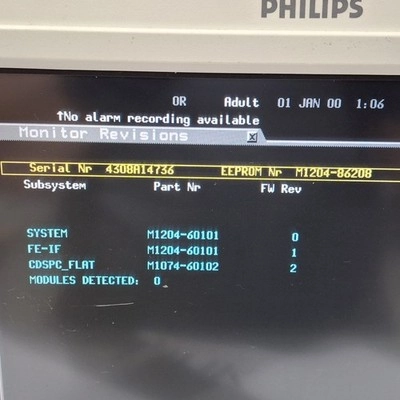 PHILIPS
OR Adult 01 JAN 00 1:06
↑No alarm recording available
Monitor Revisions X
Serial Nr 4308A14736 EEPROM Nr M1204-86208
Subsystem Part Nr FW Rev
SYSTEM M1204-60101 0
FE-IF M1204-60101 1
CDSPC_FLAT M1074-60102 2
MODULES DETECTED: 0_